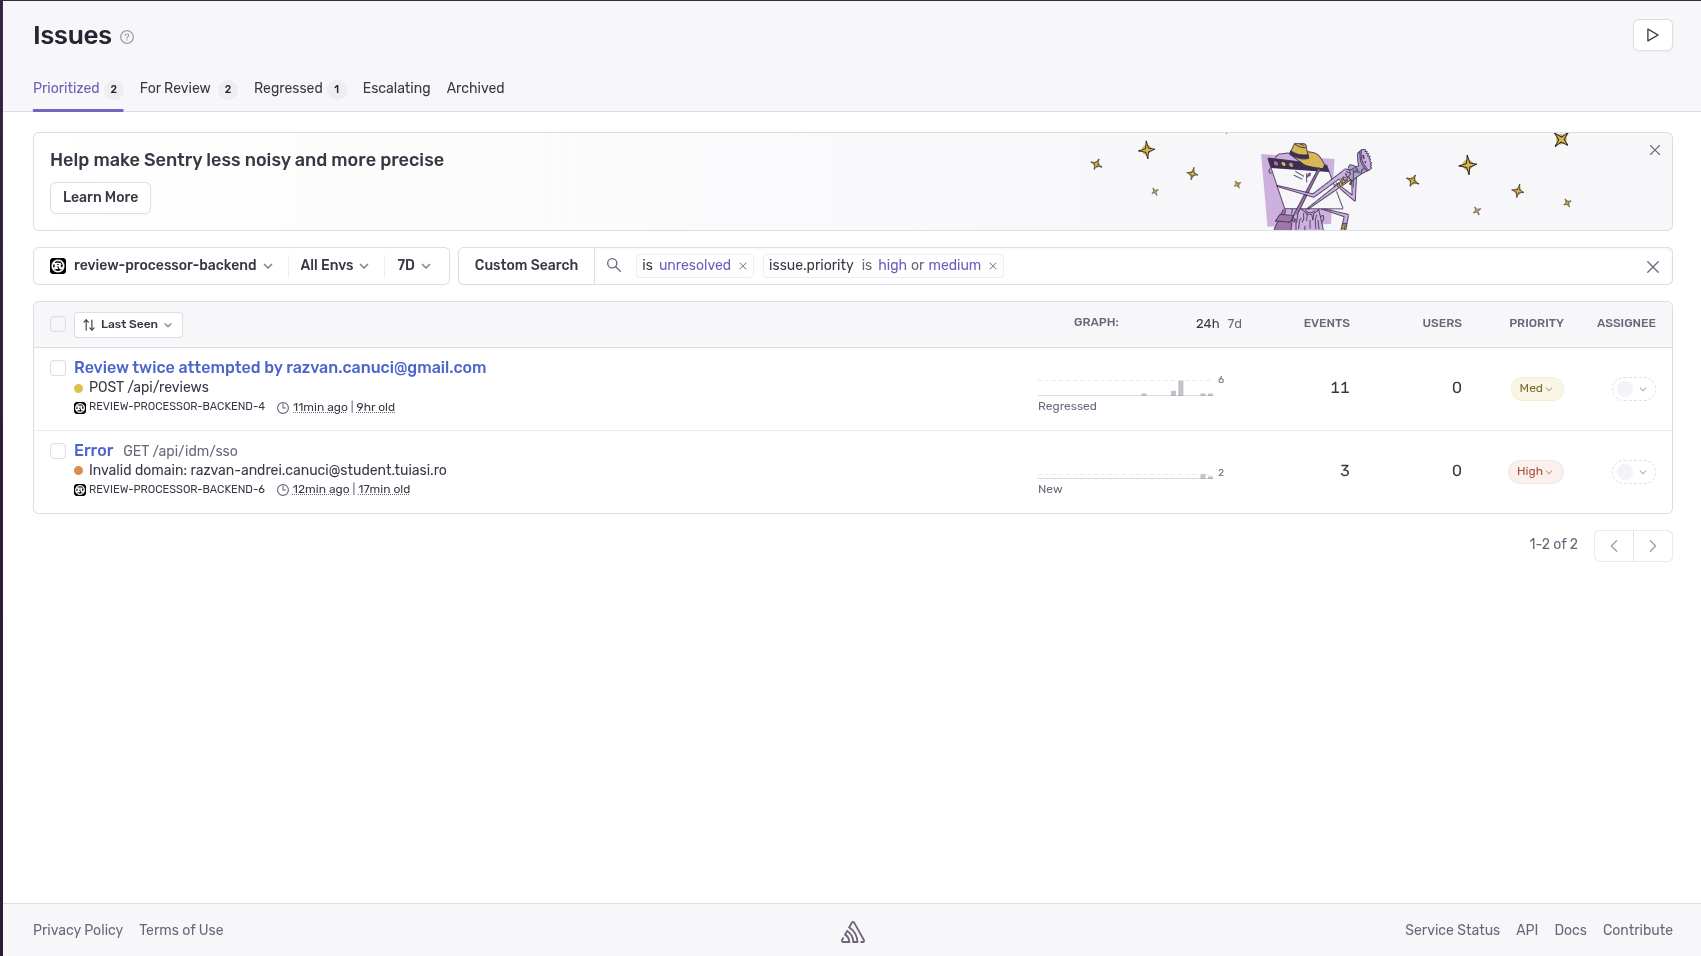 Issues
Prioritized 2 For Review 2 Regressed 1 Escalating Archived
Help make Sentry less noisy and more precise
Learn More
review-processor-backend All Envs 7D Custom Search is unresolved issue.priority is high or medium
Last Seen GRAPH: 24h 7d EVENTS USERS PRIORITY ASSIGNEE
Review twice attempted by razvan.canuci@gmail.com
POST /api/reviews
REVIEW-PROCESSOR-BACKEND-4 11min ago | 9hr old
6
Regressed
11 0 Med
Error GET /api/idm/sso
Invalid domain: razvan-andrei.canuci@student.tuiasi.ro
REVIEW-PROCESSOR-BACKEND-6 12min ago | 17min old
2
New
3 0 High
1-2 of 2
Privacy Policy Terms of Use Service Status API Docs Contribute